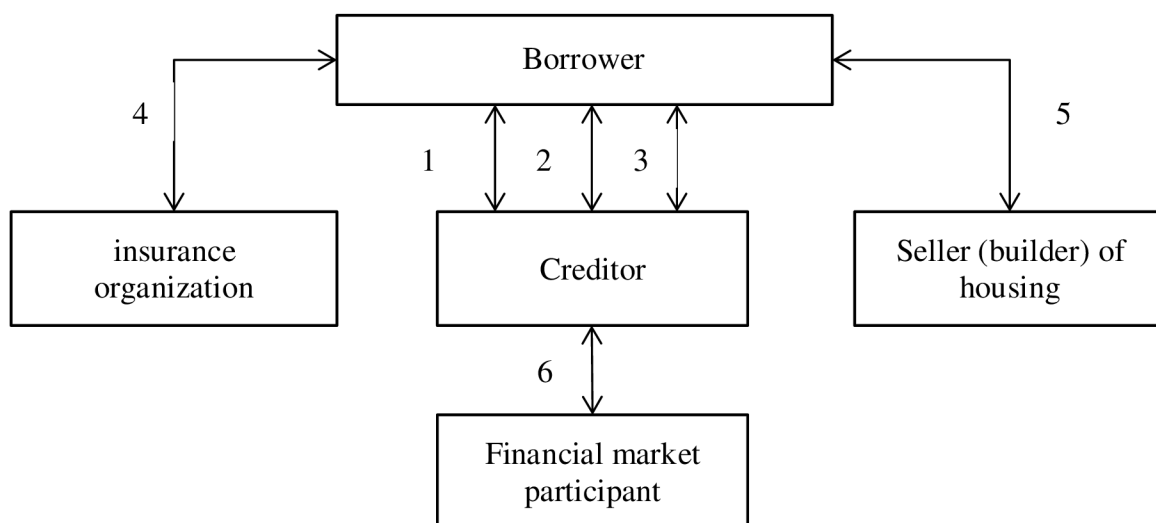 Borrower
4
1
2
3
5
insurance
organization
Creditor
Seller (builder) of
housing
6
Financial market
participant